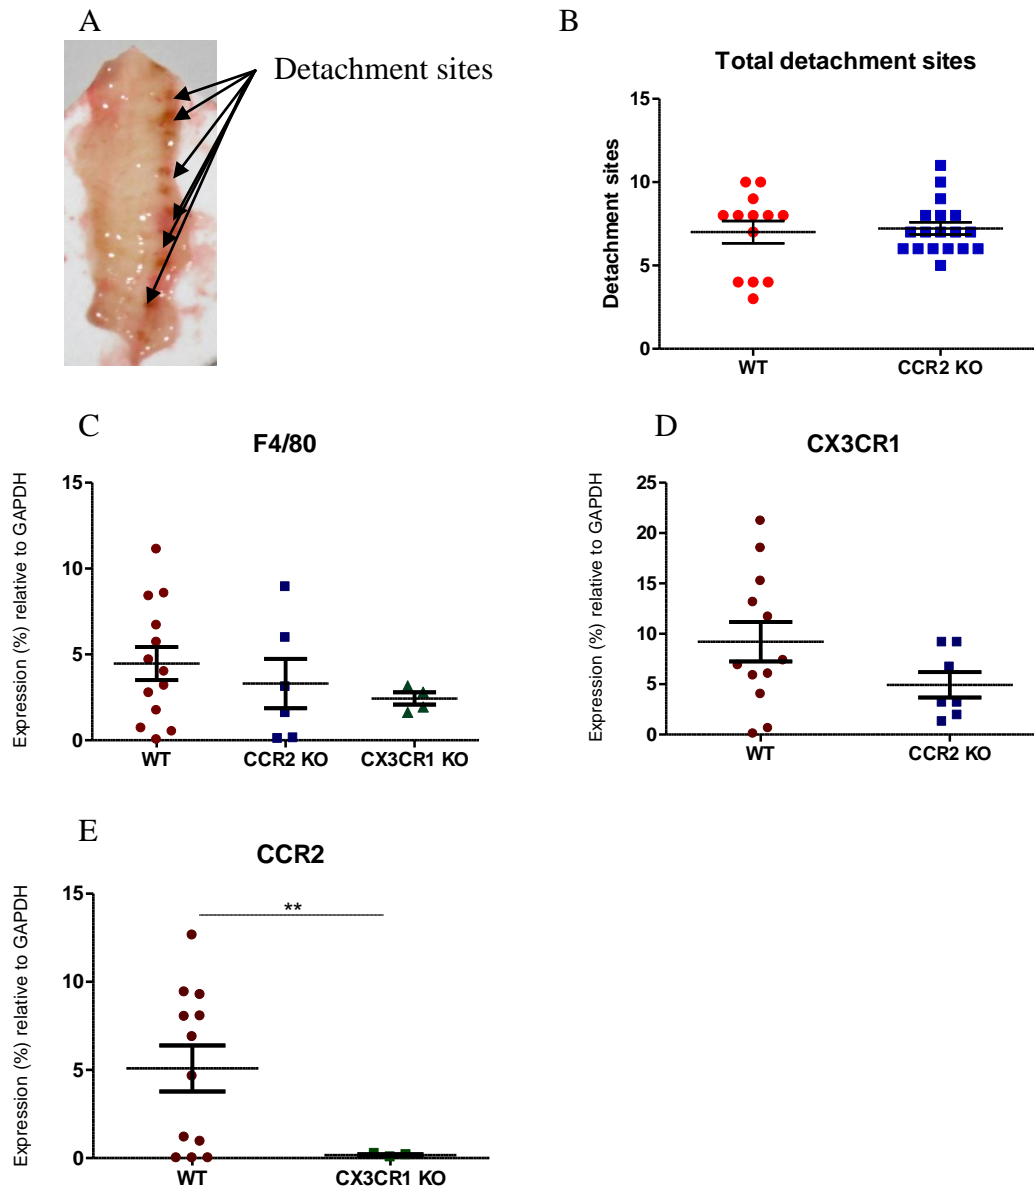 A
Detachment sites
B
Total detachment sites
Detachment sites
15
10
5
0
WT
CCR2 KO
C
F4/80
Expression (%) relative to GAPDH
15
10
5
0
WT
CCR2 KO
CX3CR1 KO
D
CX3CR1
Expression (%) relative to GAPDH
25
20
15
10
5
0
WT
CCR2 KO
E
CCR2
Expression (%) relative to GAPDH
15
10
5
0
**
WT
CX3CR1 KO